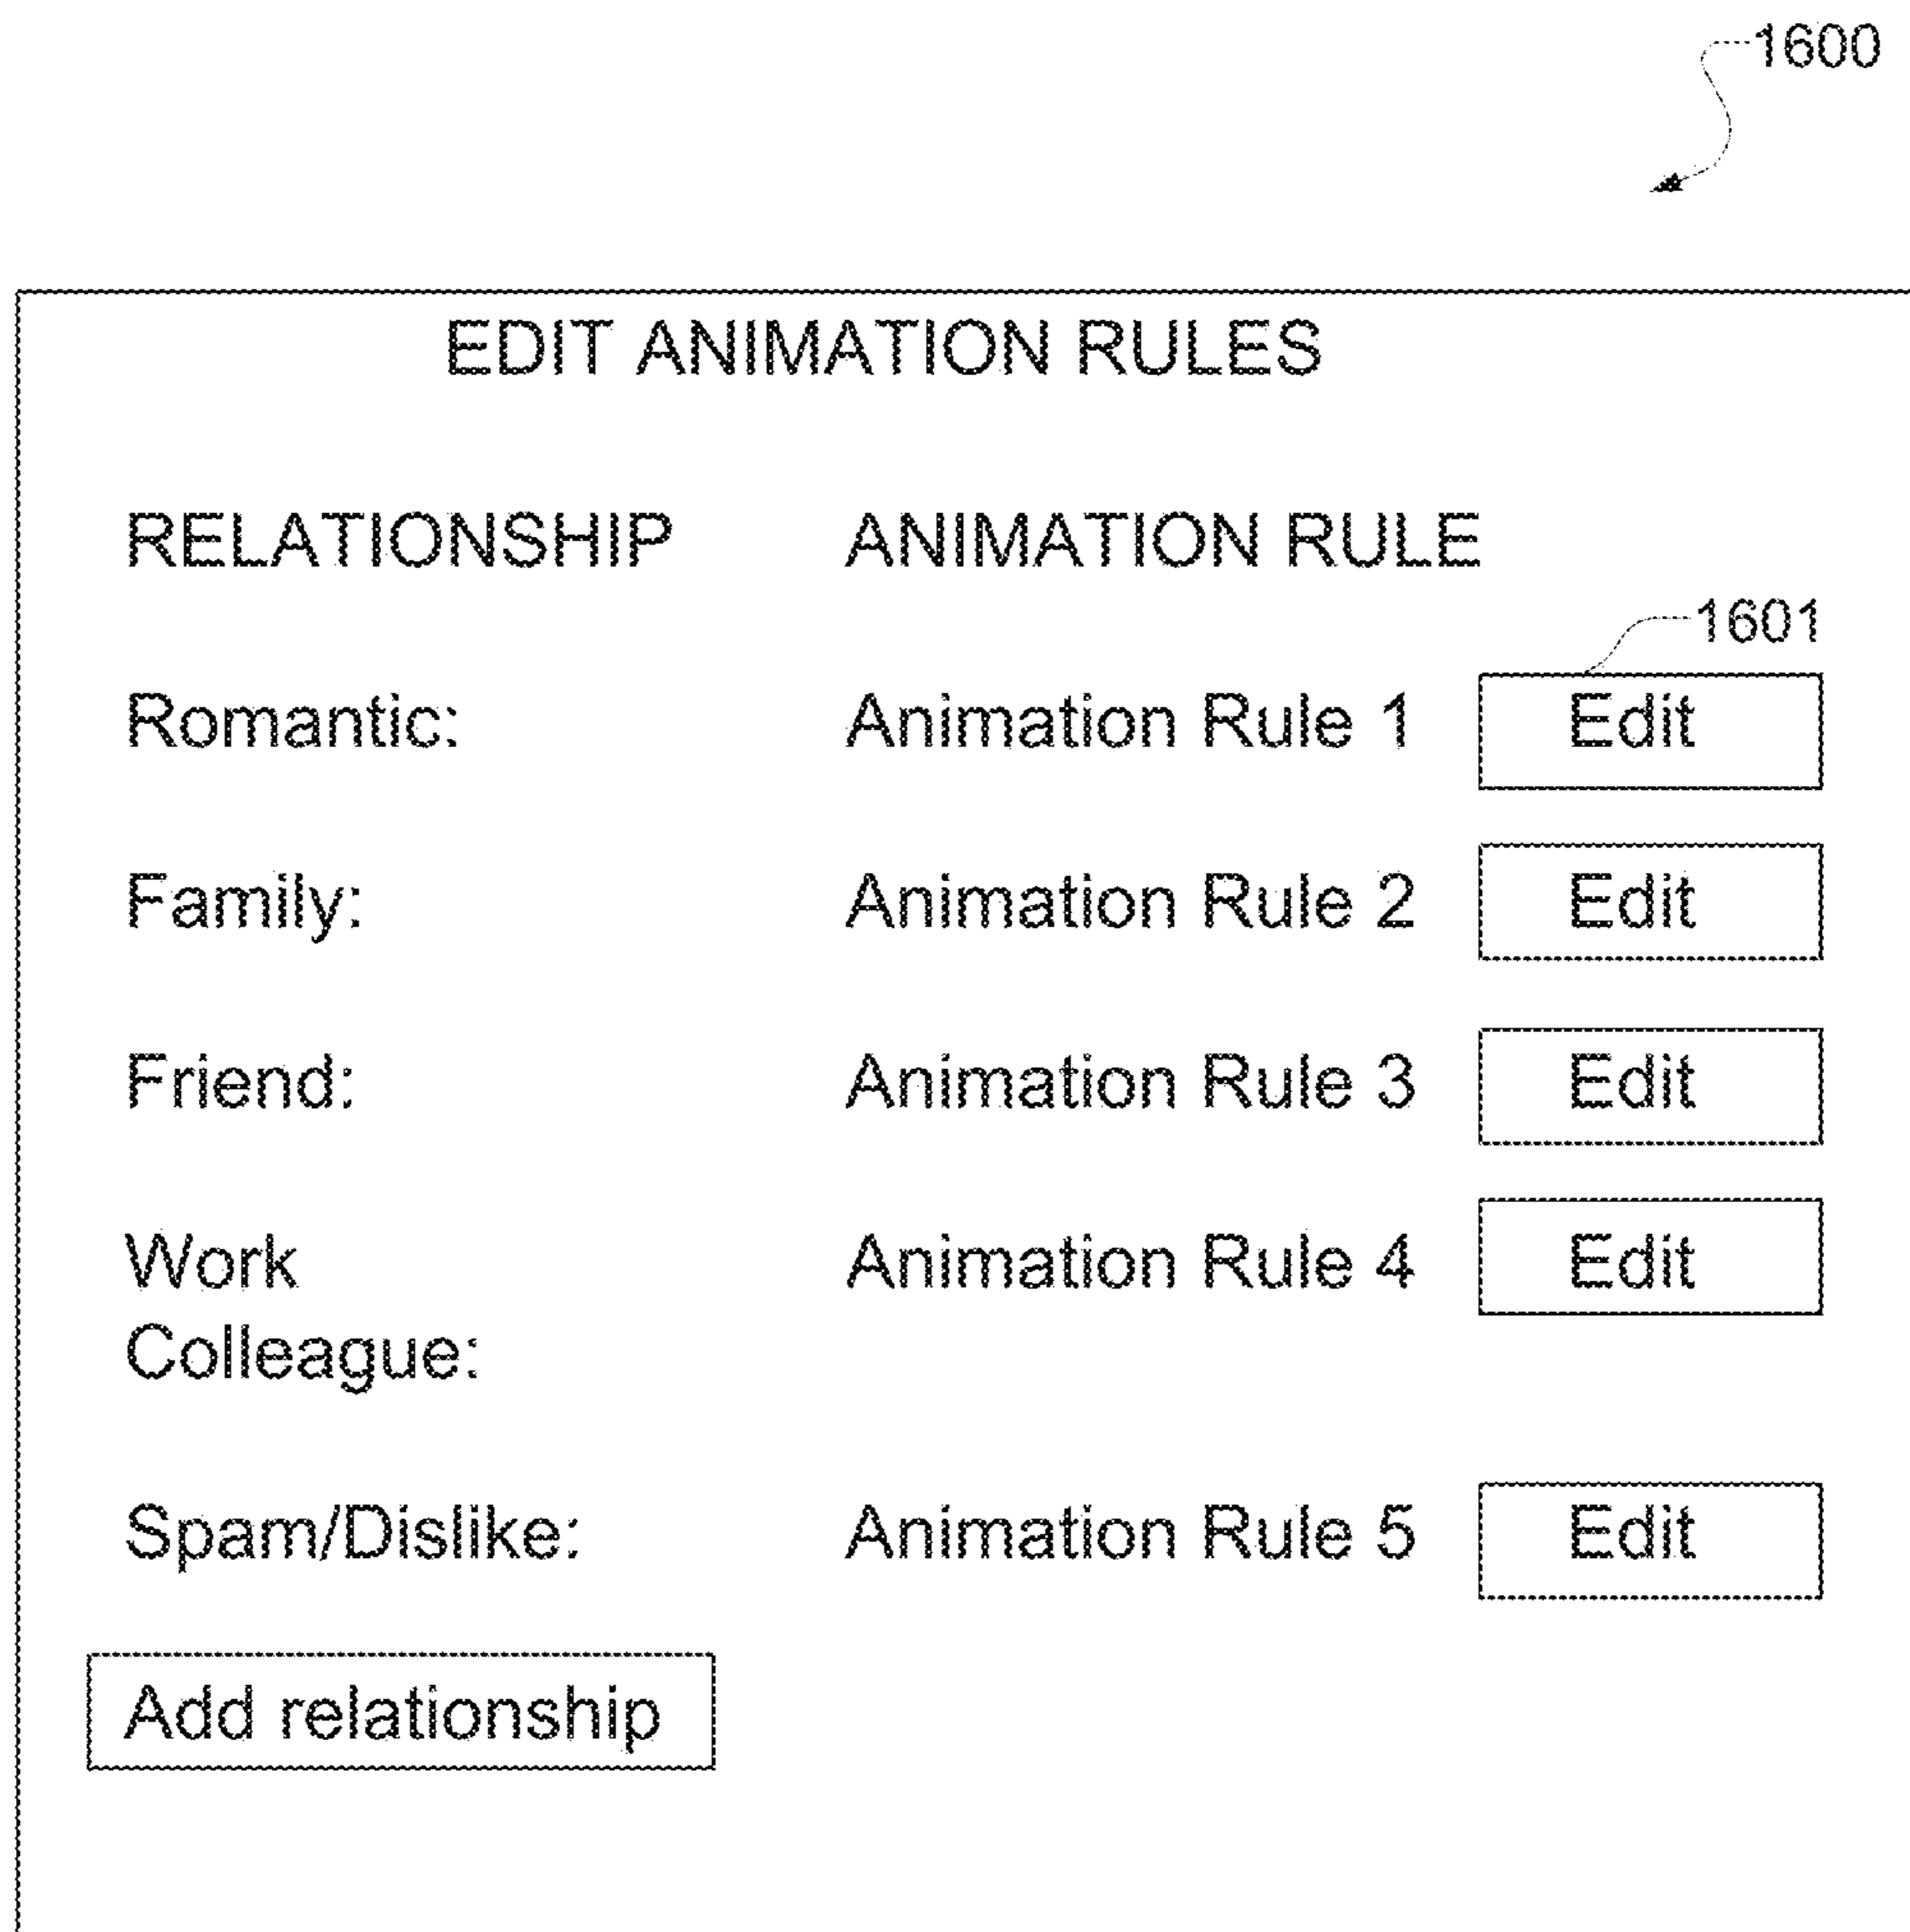 1600
EDIT ANIMATION RULES
RELATIONSHIP ANIMATION RULE
1601
Romantic: Animation Rule 1 Edit
Family: Animation Rule 2 Edit
Friend: Animation Rule 3 Edit
Work Animation Rule 4 Edit
Colleague:
Spam/Dislike: Animation Rule 5 Edit
Add relationship